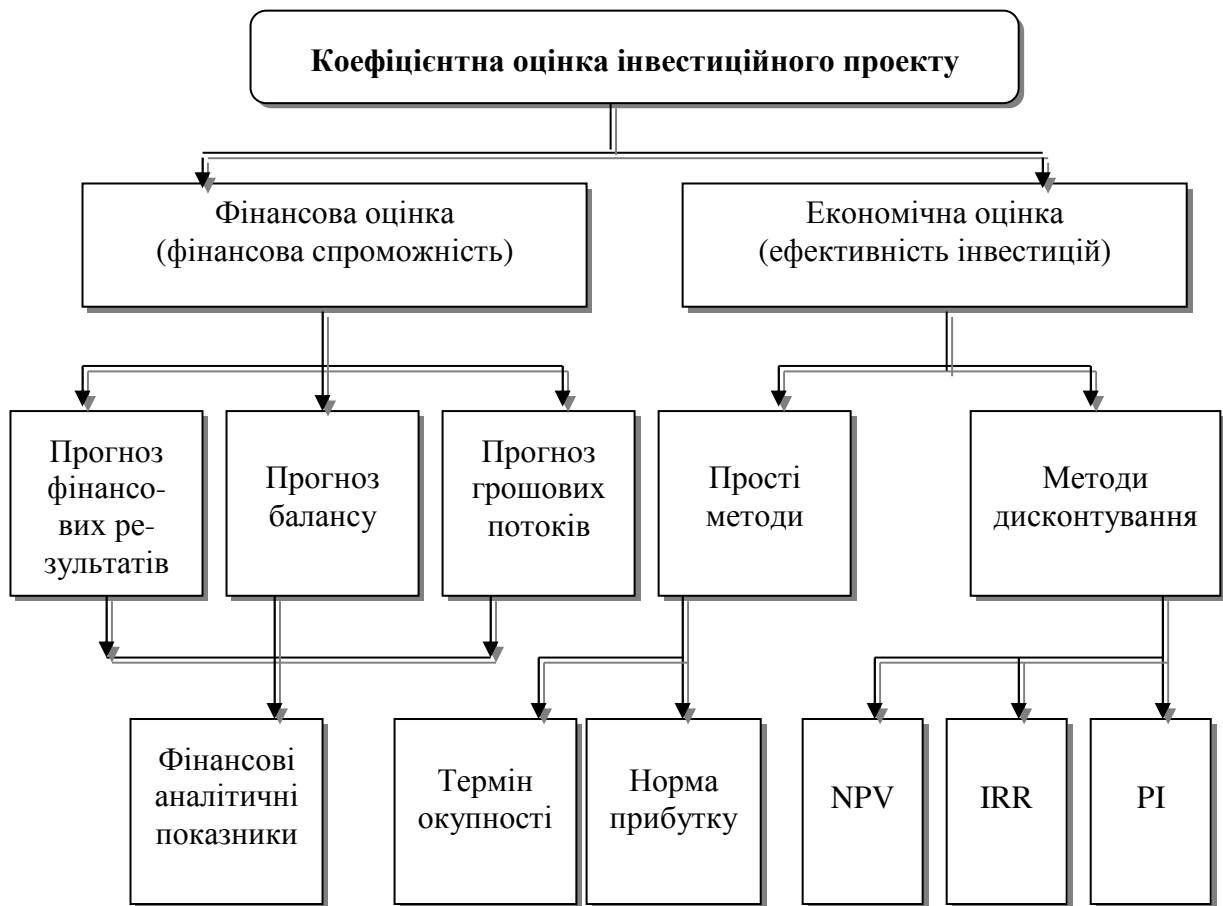 Коефіцієнтна оцінка інвестиційного проекту
Фінансова оцінка
(фінансова спроможність)
Економічна оцінка
(ефективність інвестицій)
Прогноз
фінансо-
вих ре-
зультатів
Прогноз
балансу
Прогноз
грошових
потоків
Прості
методи
Методи
дисконтування
Фінансові
аналітичні
показники
Термін
окупності
Норма
прибутку
NPV
IRR
PI